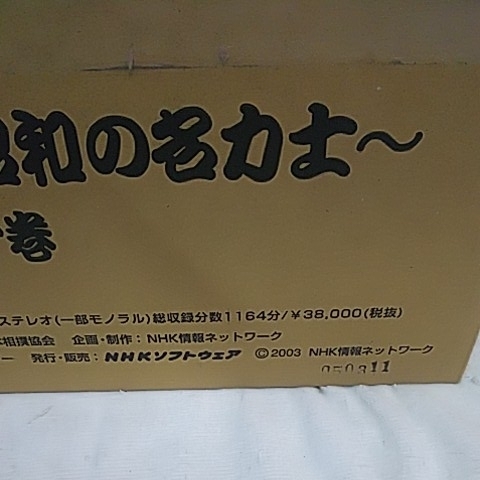 和の名力士～
巻
ステレオ(一部モノラル)総収録分数1164分/￥38,000(税抜)
相撲協会 企画・制作：NHK情報ネットワーク
ー 発行・販売：NHKソフトウェア ©2003 NHK情報ネットワーク